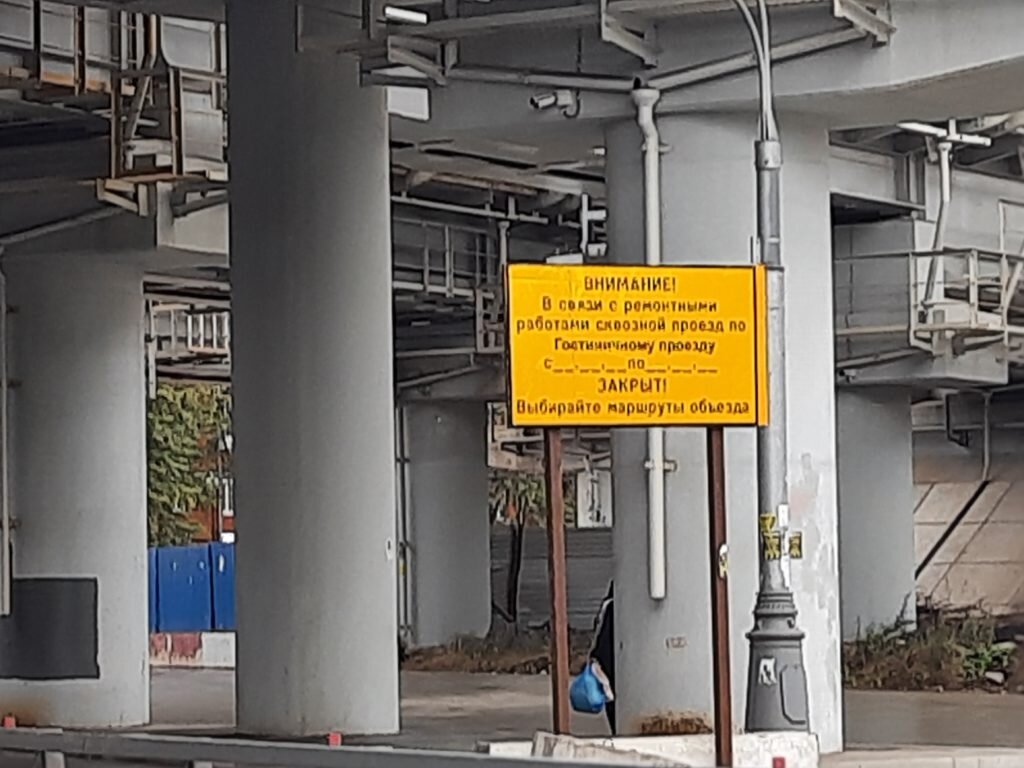 ВНИМАНИЕ!
В связи с ремонтными
работами сквозной проезд по
Гостиничному проезду
с__.__.__по__.__.__
ЗАКРЫТ!
Выбирайте маршруты объезда